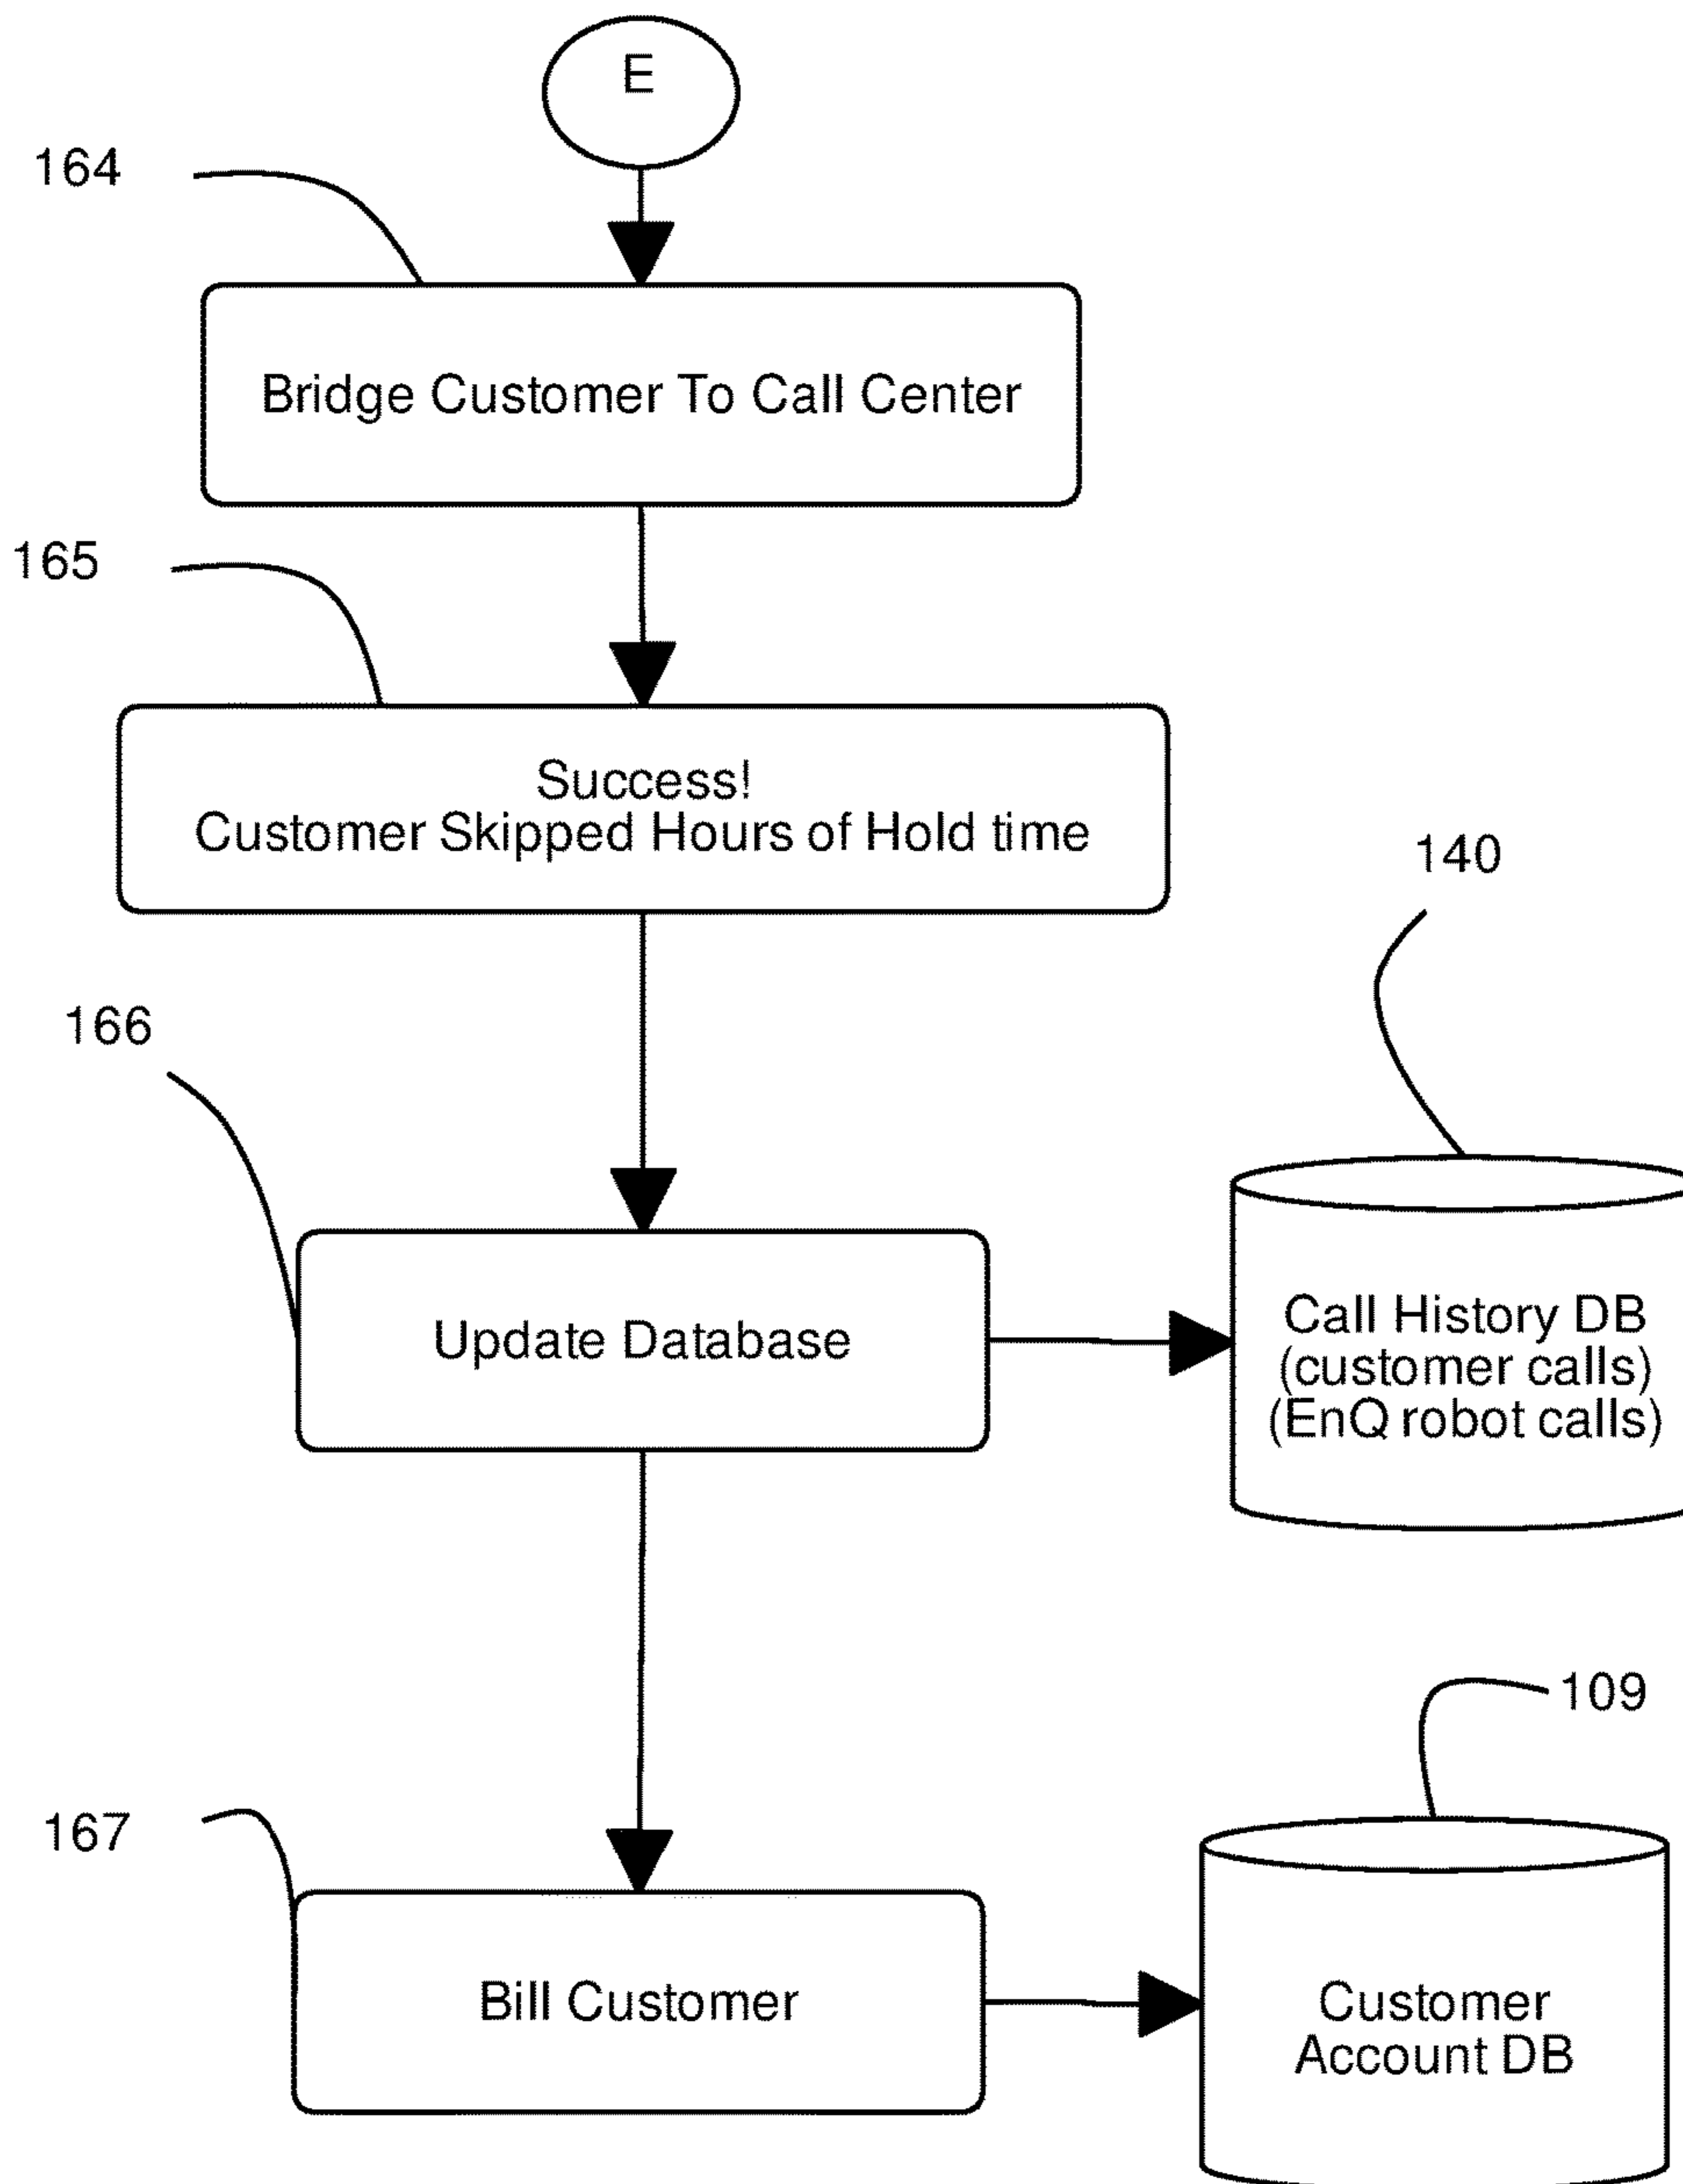 E
164
Bridge Customer To Call Center
165
Success!
Customer Skipped Hours of Hold time
140
166
Call History DB
(customer calls)
(EnQ robot calls)
Update Database
109
167
Bill Customer
Customer
Account DB